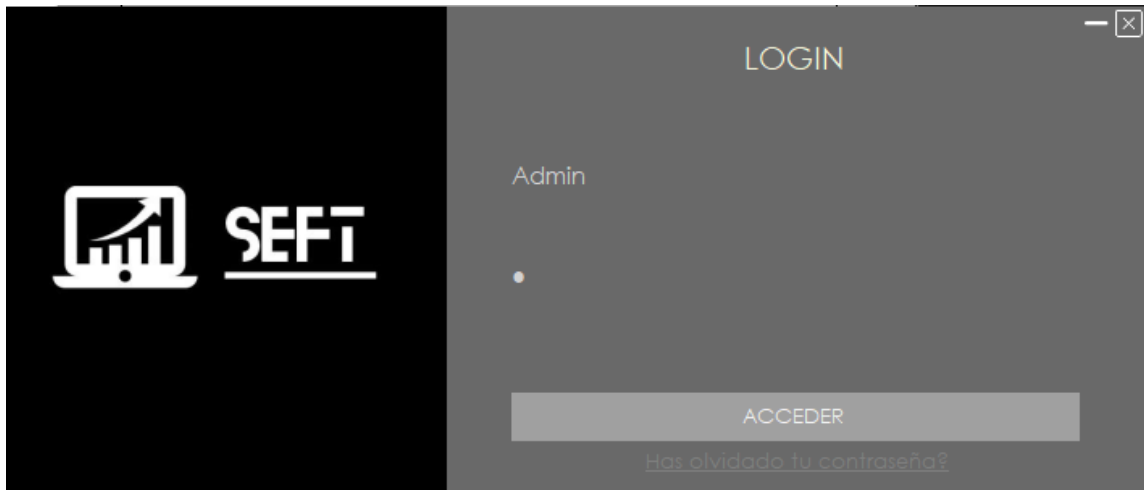 LOGIN
Admin
SEFT
●
ACCEDER
Has olvidado tu contraseña?